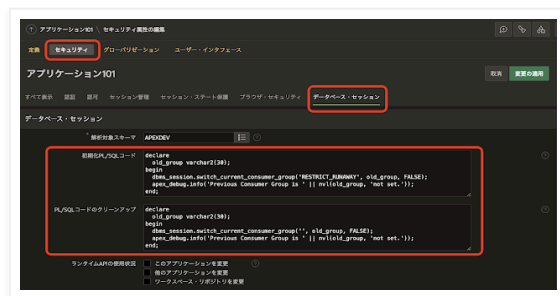 アプリケーション101 \ セキュリティ属性の編集
定義 セキュリティ グローバリゼーション ユーザー・インタフェース
アプリケーション101
取消 変更の適用
すべて表示 認証 認可 セッション管理 セッション・ステート保護 ブラウザ・セキュリティ データベース・セッション
データベース・セッション
* 解析対象スキーマ APEXDEV
初期化PL/SQLコード
declare
old_group varchar2(30);
begin
dbms_session.switch_current_consumer_group('RESTRICT_RUNAWAY', old_group, FALSE);
apex_debug.info('Previous Consumer Group is ' || nvl(old_group, 'not set.'));
end;
PL/SQLコードのクリーンアップ
declare
old_group varchar2(30);
begin
dbms_session.switch_current_consumer_group('', old_group, FALSE);
apex_debug.info('Previous Consumer Group is ' || nvl(old_group, 'not set.'));
end;
ランタイムAPIの使用状況 このアプリケーションを変更
他のアプリケーションを変更
ワークスペース・リポジトリを変更